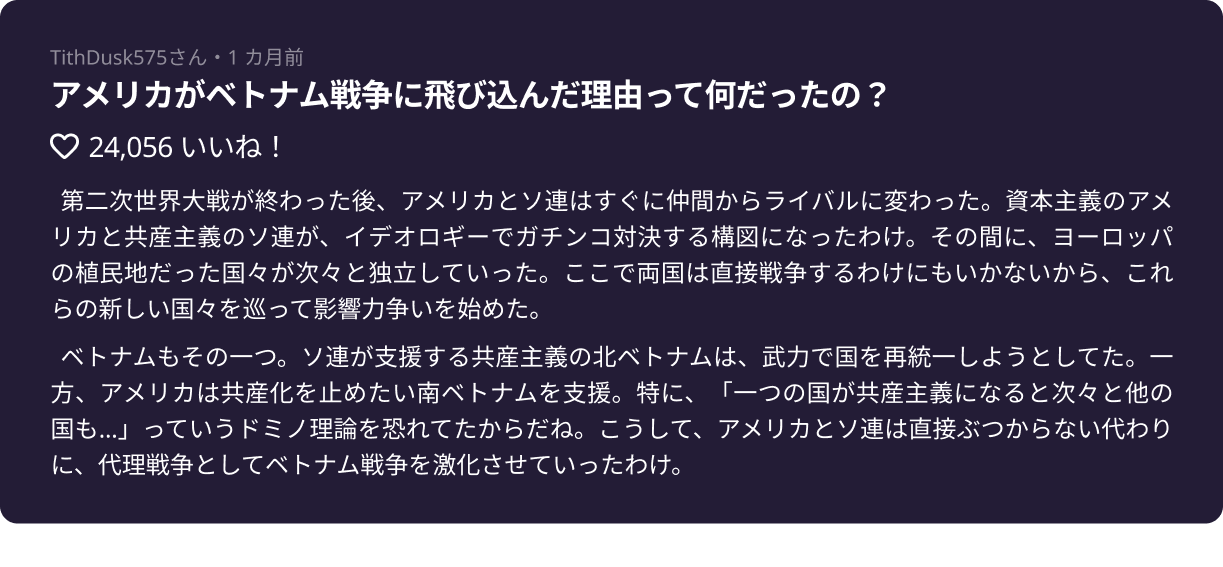 TithDusk575さん・1 カ月前
アメリカがベトナム戦争に飛び込んだ理由って何だったの？
24,056 いいね！
第二次世界大戦が終わった後、アメリカとソ連はすぐに仲間からライバルに変わった。資本主義のアメ
リカと共産主義のソ連が、イデオロギーでガチンコ対決する構図になったわけ。その間に、ヨーロッパ
の植民地だった国々が次々と独立していった。ここで両国は直接戦争するわけにもいかないから、これ
らの新しい国々を巡って影響力争いを始めた。
ベトナムもその一つ。ソ連が支援する共産主義の北ベトナムは、武力で国を再統一しようとしてた。一
方、アメリカは共産化を止めたい南ベトナムを支援。特に、「一つの国が共産主義になると次々と他の
国も...」っていうドミノ理論を恐れてたからだね。こうして、アメリカとソ連は直接ぶつからない代わり
に、代理戦争としてベトナム戦争を激化させていったわけ。